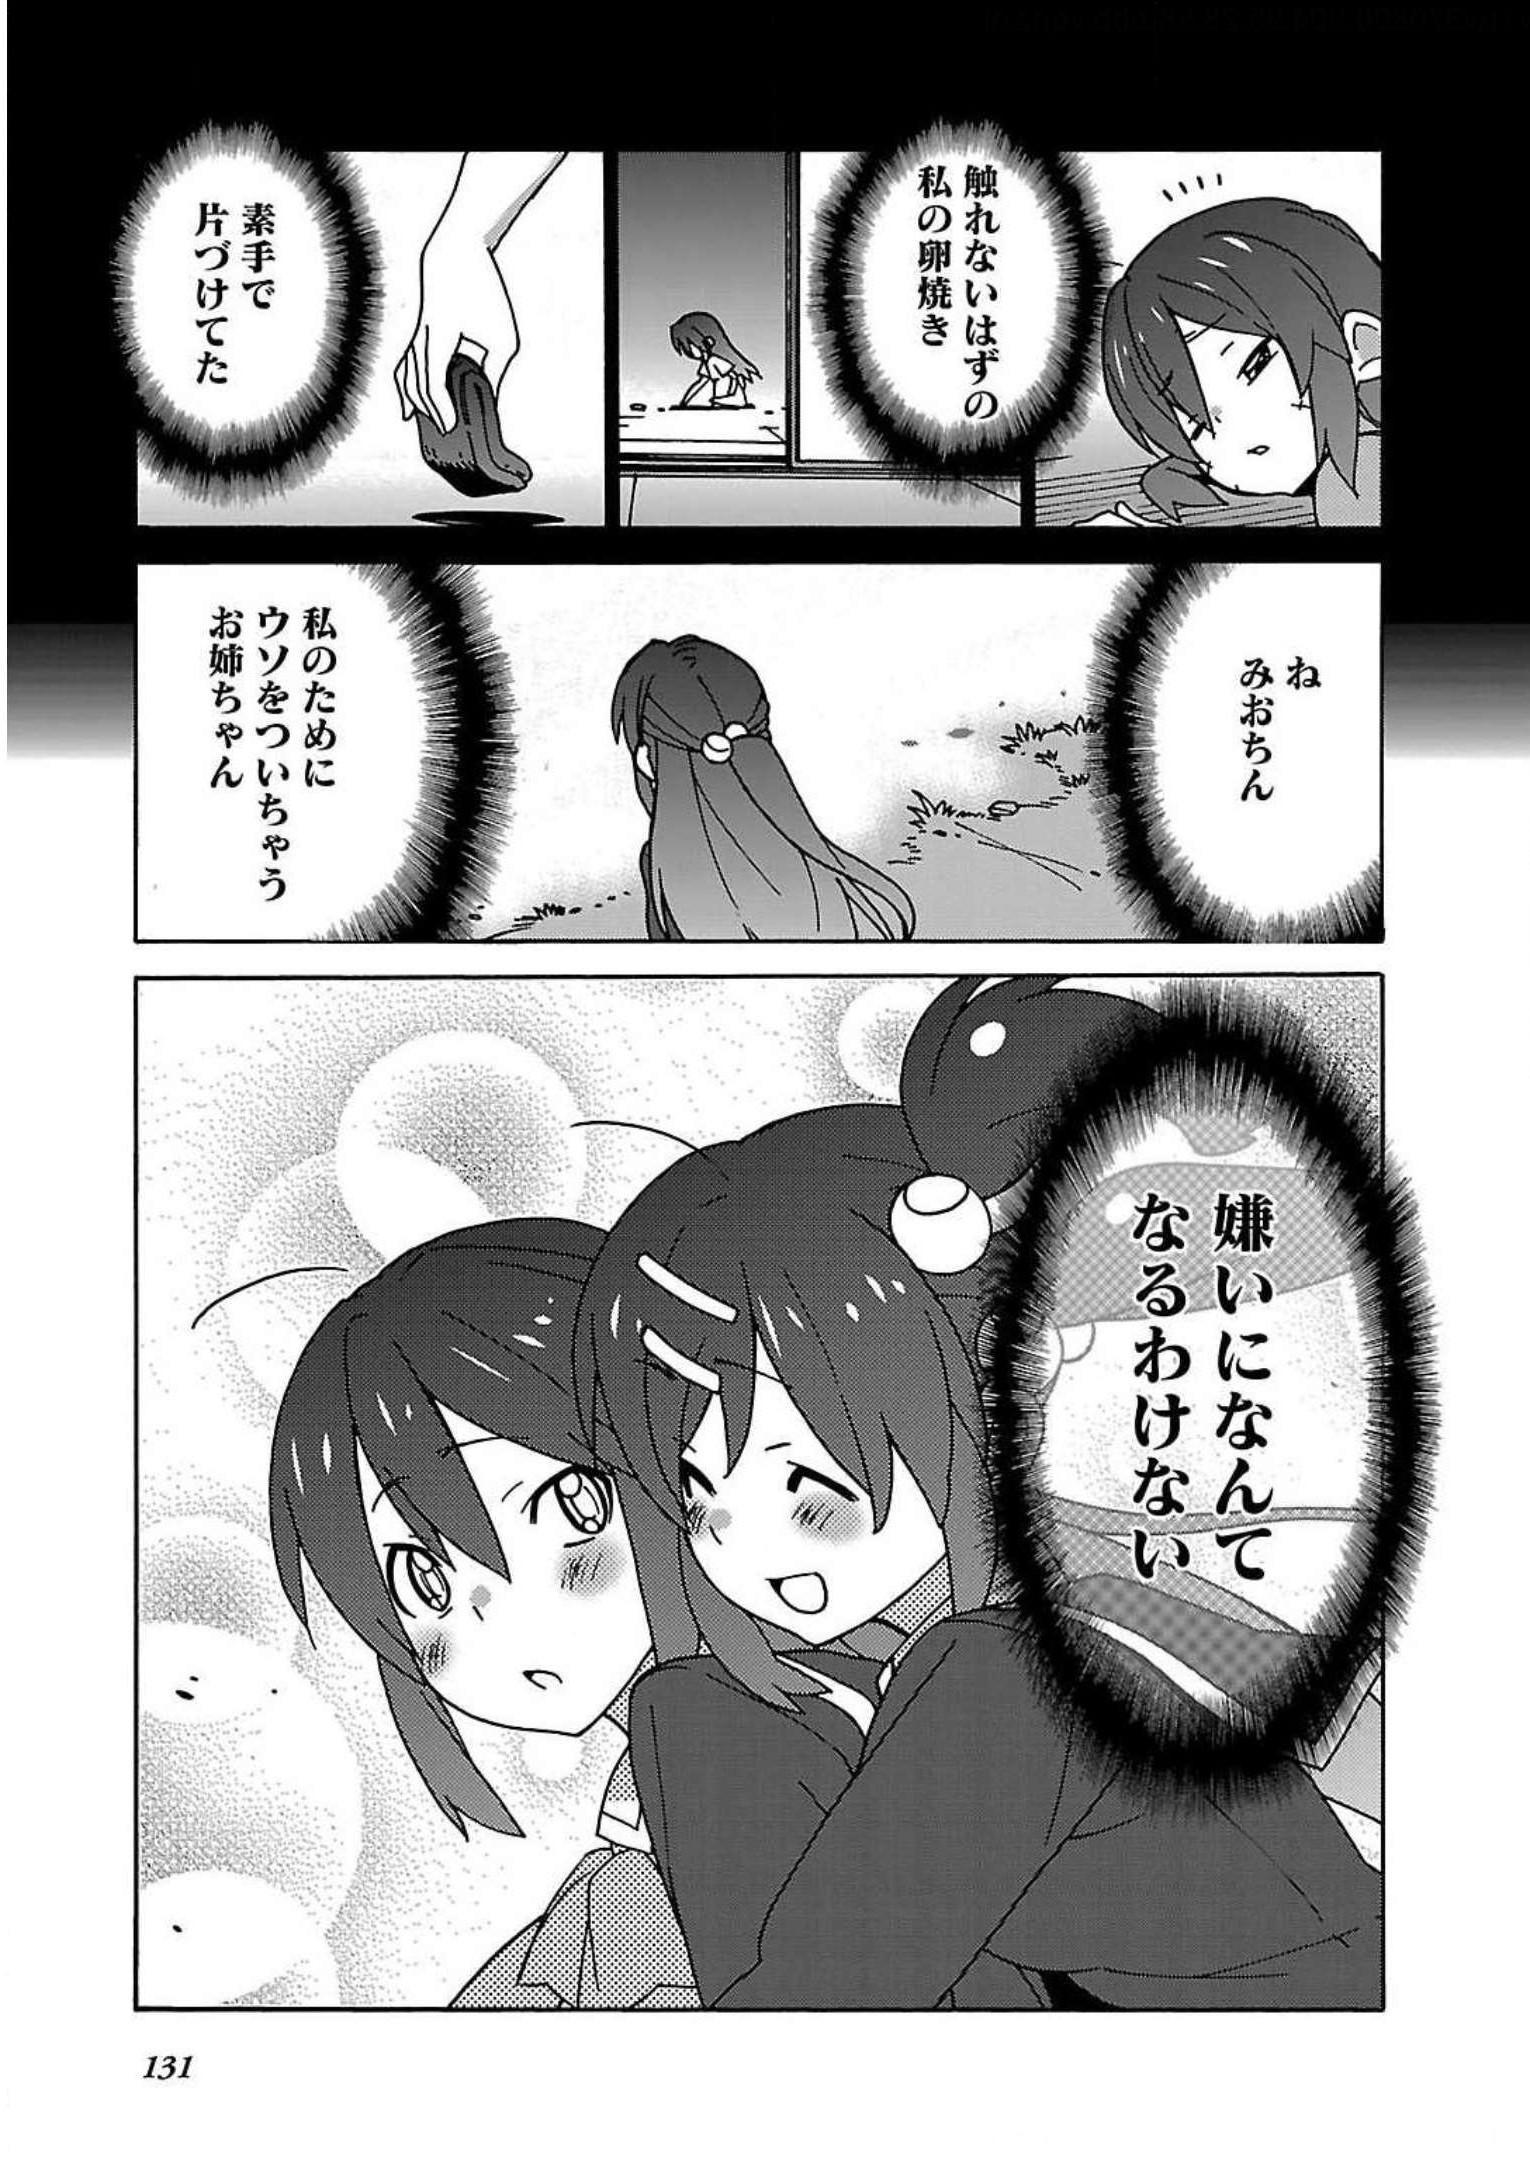 触れないはずの
私の卵焼き
素手で
片づけてた
ね
みおちん
私のために
ウソをついちゃう
お姉ちゃん
嫌いになんて
なるわけない
131